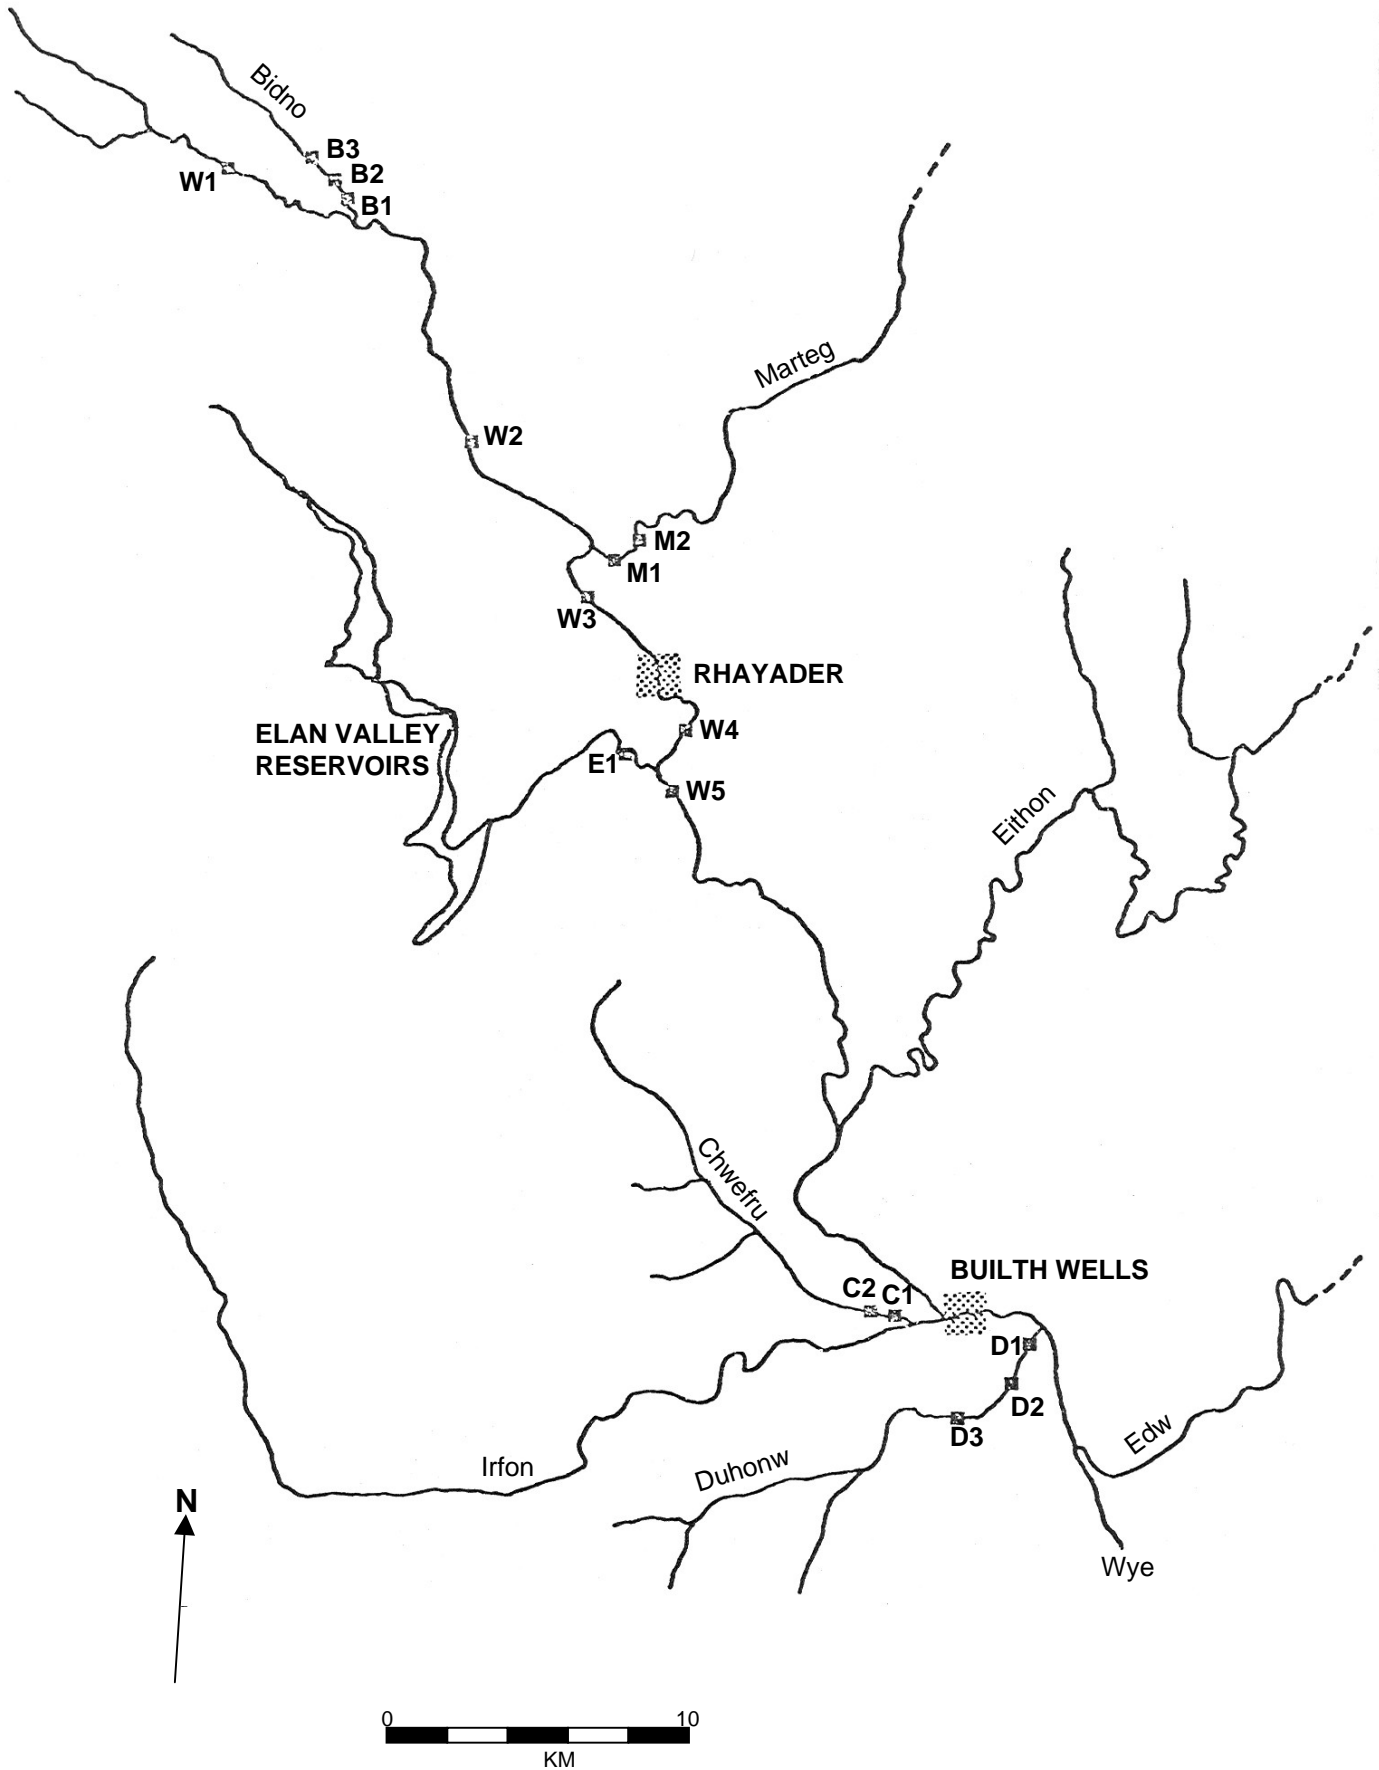 Bidno
B3
B2
W1
B1
Marteg
W2
M2
M1
W3
RHAYADER
ELAN VALLEY
RESERVOIRS
W4
E1
W5
Eithon
Chwefru
BUILTH WELLS
C2
C1
D1
D2
D3
Edw
Irfon
Duhonw
N
Wye
0
10
KM